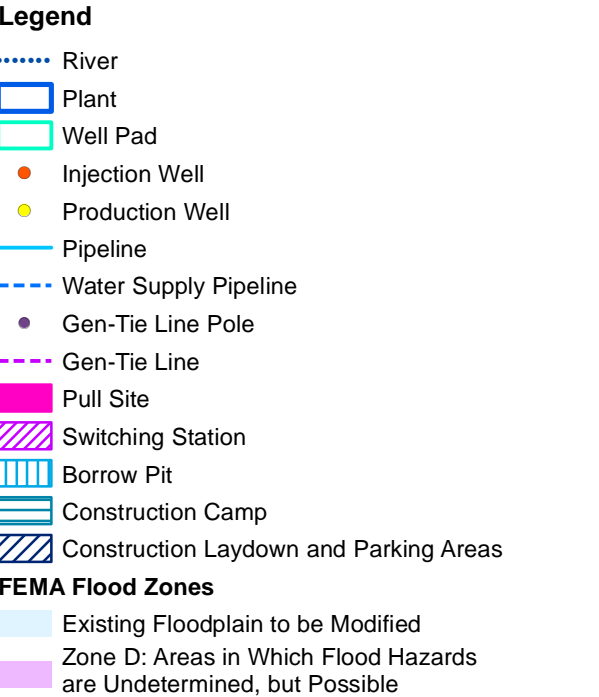 Legend
River
Plant
Well Pad
Injection Well
Production Well
Pipeline
Water Supply Pipeline
Gen-Tie Line Pole
Gen-Tie Line
Pull Site
Switching Station
Borrow Pit
Construction Camp
Construction Laydown and Parking Areas
FEMA Flood Zones
Existing Floodplain to be Modified
Zone D: Areas in Which Flood Hazards
are Undetermined, but Possible